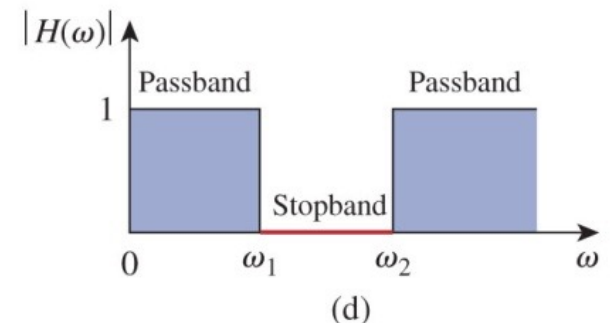 |H(ω)|
Passband Passband
1
Stopband
0 ω₁ ω₂ ω
(d)